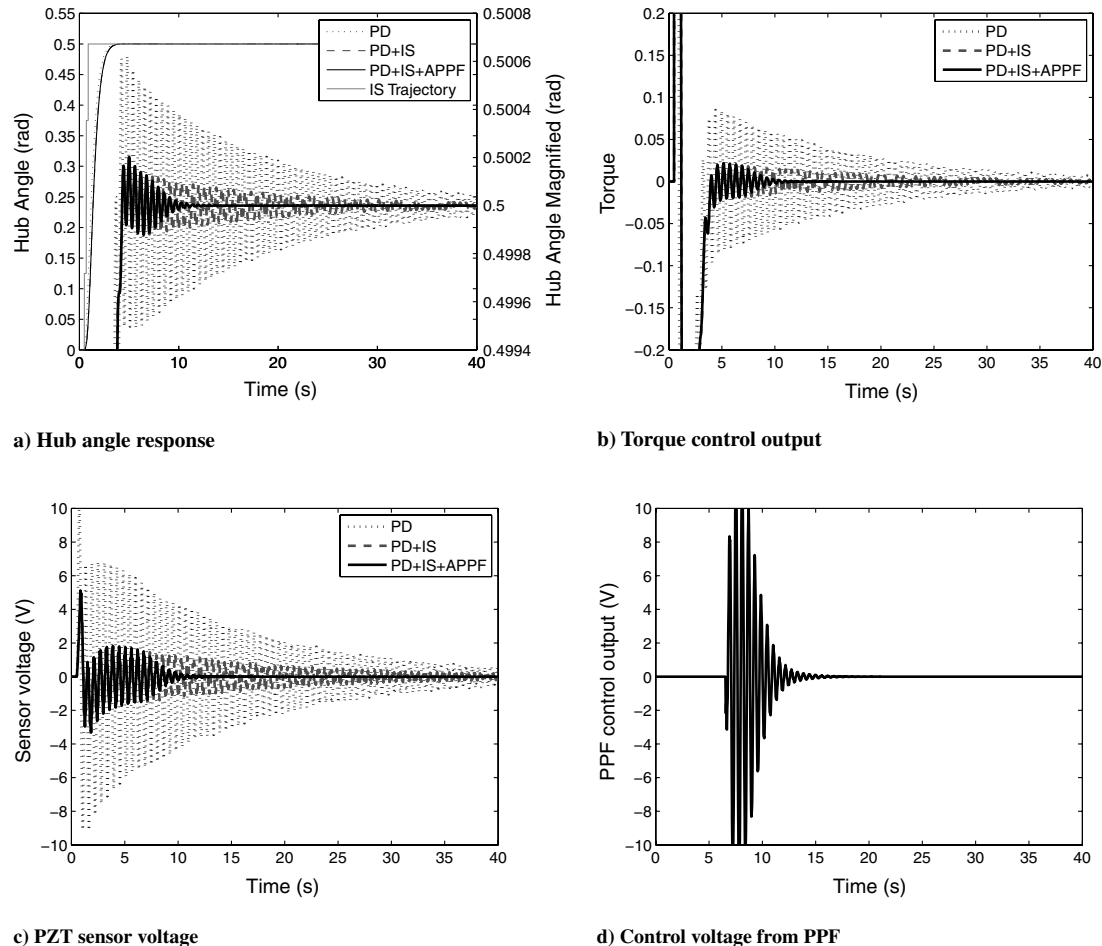 0.55
0.5
0.45
0.4
0.35
0.3
0.25
0.2
0.15
0.1
0.05
0
Hub Angle (rad)
0.5008
0.5006
0.5004
0.5002
0.5
0.4998
0.4996
0.4994
Hub Angle Magnified (rad)
PD
PD+IS
PD+IS+APPF
IS Trajectory
0 10 20 30 40
Time (s)
a) Hub angle response
0.2
0.15
0.1
0.05
0
−0.05
−0.1
−0.15
−0.2
Torque
PD
PD+IS
PD+IS+APPF
0 5 10 15 20 25 30 35 40
Time (s)
b) Torque control output
10
8
6
4
2
0
−2
−4
−6
−8
−10
Sensor voltage (V)
PD
PD+IS
PD+IS+APPF
0 5 10 15 20 25 30 35 40
Time (s)
c) PZT sensor voltage
10
8
6
4
2
0
−2
−4
−6
−8
−10
PPF control output (V)
0 5 10 15 20 25 30 35 40
Time (s)
d) Control voltage from PPF